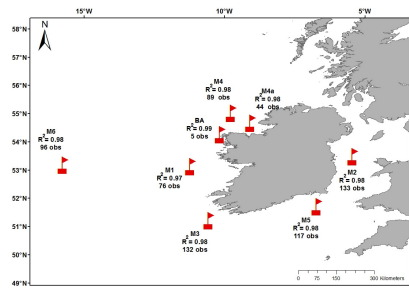 15°W 10°W 5°W
58°N
57°N
56°N
55°N
54°N
53°N
52°N
51°N
50°N
49°N
N
M4
R² = 0.98
89 obs
M4a
R² = 0.98
44 obs
BA
R² = 0.99
5 obs
M6
R² = 0.98
96 obs
M1
R² = 0.97
76 obs
M2
R² = 0.98
133 obs
M5
R² = 0.98
117 obs
M3
R² = 0.98
132 obs
0 75 150 300
Kilometers